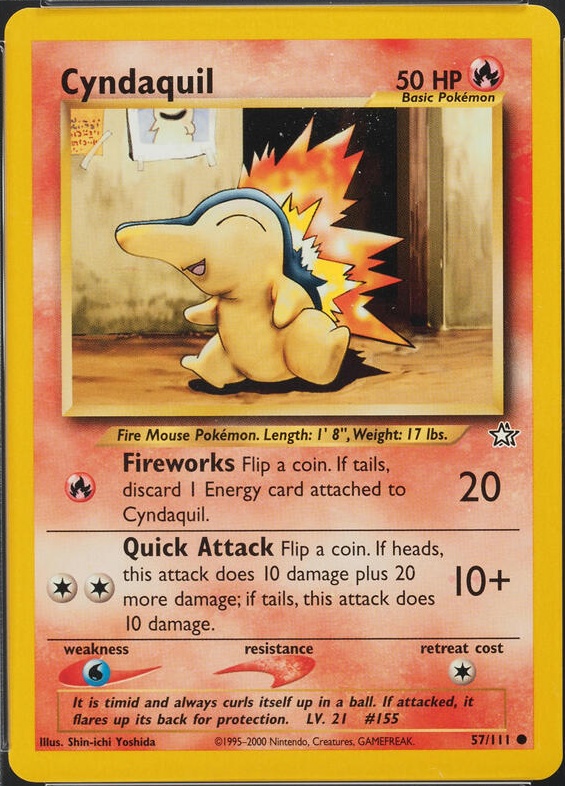 Cyndaquil
50 HP
Basic Pokémon
Fire Mouse Pokémon. Length: 1' 8", Weight: 17 lbs.
Fireworks Flip a coin. If tails,
discard 1 Energy card attached to
Cyndaquil.
20
Quick Attack Flip a coin. If heads,
this attack does 10 damage plus 20
more damage; if tails, this attack does
10 damage.
10+
weakness
resistance
retreat cost
It is timid and always curls itself up in a ball. If attacked, it
flares up its back for protection. LV. 21 #155
Illus. Shin-ichi Yoshida
©1995-2000 Nintendo, Creatures, GAMEFREAK.
57/111